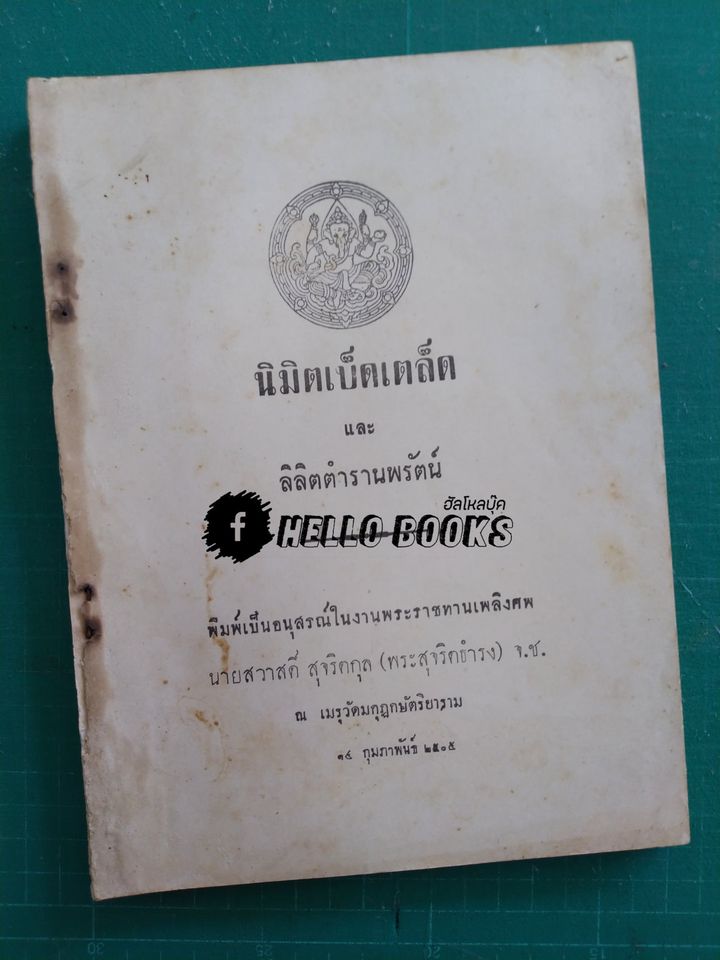 นิมิตเบ็ดเตล็ด
และ
ลิลิตตำรานพรัตน์
ฮัลโหลบุ๊ค
f HELLO BOOKS
พิมพ์เป็นอนุสรณ์ในงานพระราชทานเพลิงศพ
นายสวาสดิ์ สุจริตกุล (พระสุจริตธำรง) จ.ช.
ณ เมรุวัดมกุฎกษัตริยาราม
๑๔ กุมภาพันธ์ ๒๕๐๕
30
25
15